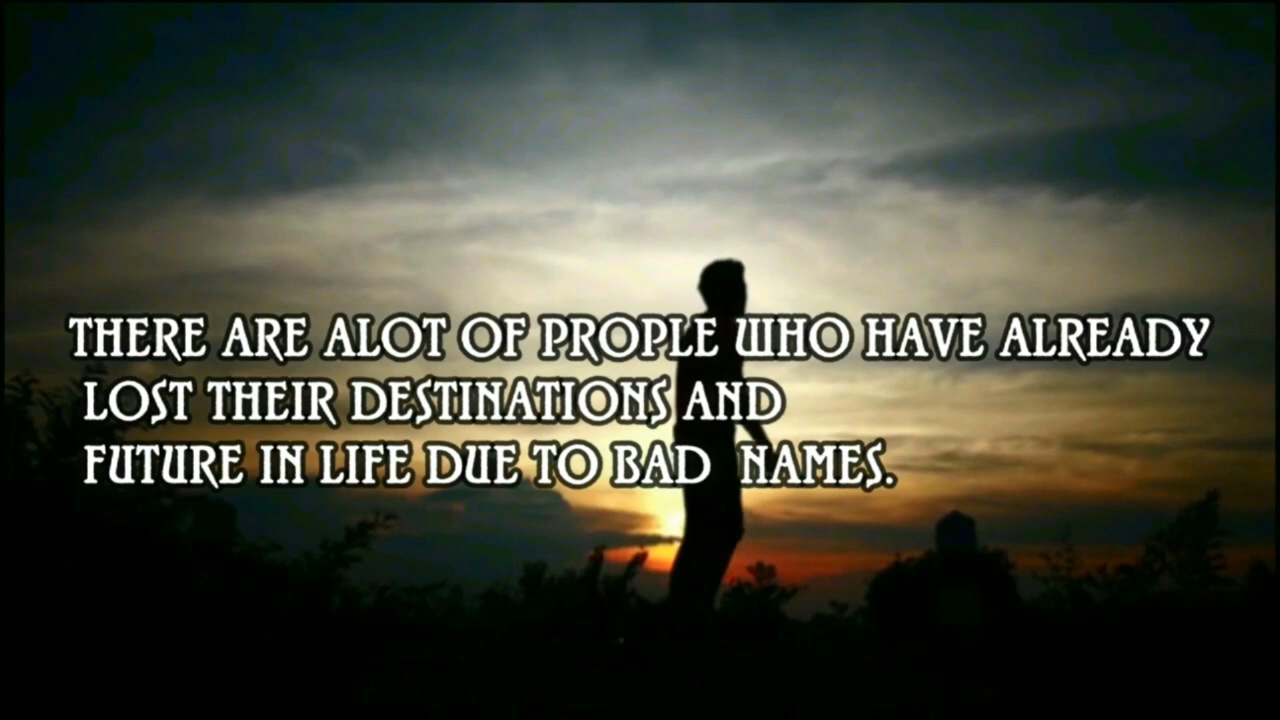 THERE ARE ALOT OF PROPLE WHO HAVE ALREADY
LOST THEIR DESTINATIONS AND
FUTURE IN LIFE DUE TO BAD NAMES.